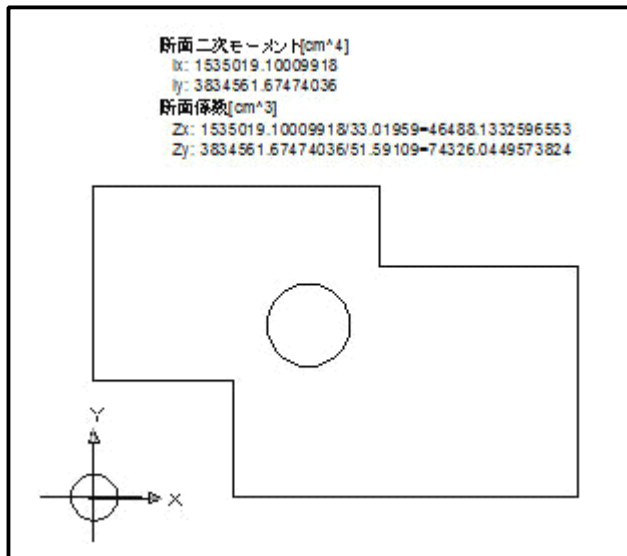 断面二次モーメント[cm^4]
Ix: 1535019.10009918
Iy: 3834561.67474036
断面係数[cm^3]
Zx: 1535019.10009918/33.01959=46488.1332596553
Zy: 3834561.67474036/51.59109=74326.0449573824
Y
X